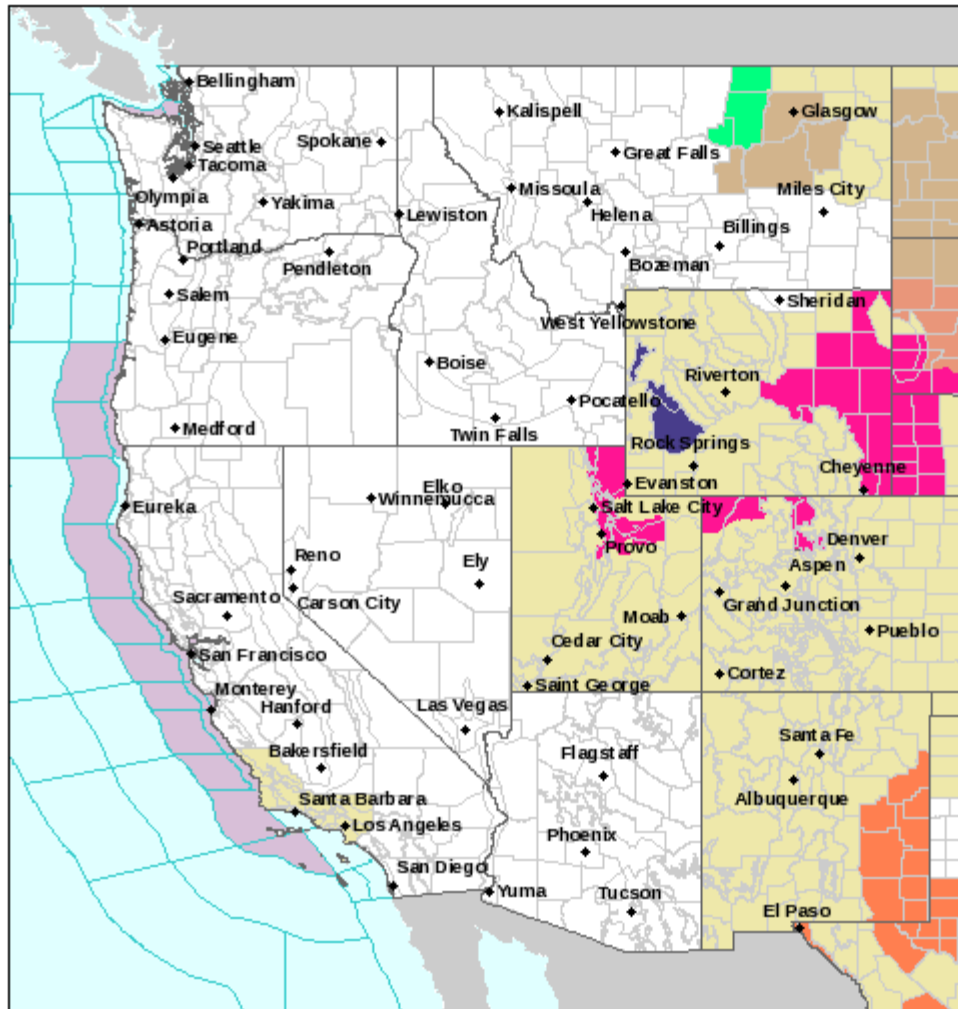 Bellingham
Kalispell
Glasgow
Seattle
Spokane
Great Falls
Tacoma
Missoula
Miles City
Olympia
Yakima
Helena
Lewiston
Astoria
Billings
Portland
Pendleton
Bozeman
Salem
Sheridan
West Yellowstone
Eugene
Boise
Riverton
Pocatello
Medford
Twin Falls
Rock Springs
Cheyenne
Elko
Evanston
Winnemucca
Eureka
Salt Lake City
Provo
Denver
Reno
Ely
Aspen
Sacramento
Carson City
Grand Junction
Moab
Pueblo
Cedar City
San Francisco
Cortez
Saint George
Monterey
Hanford
Las Vegas
Santa Fe
Bakersfield
Flagstaff
Albuquerque
Santa Barbara
Los Angeles
Phoenix
San Diego
Yuma
Tucson
El Paso